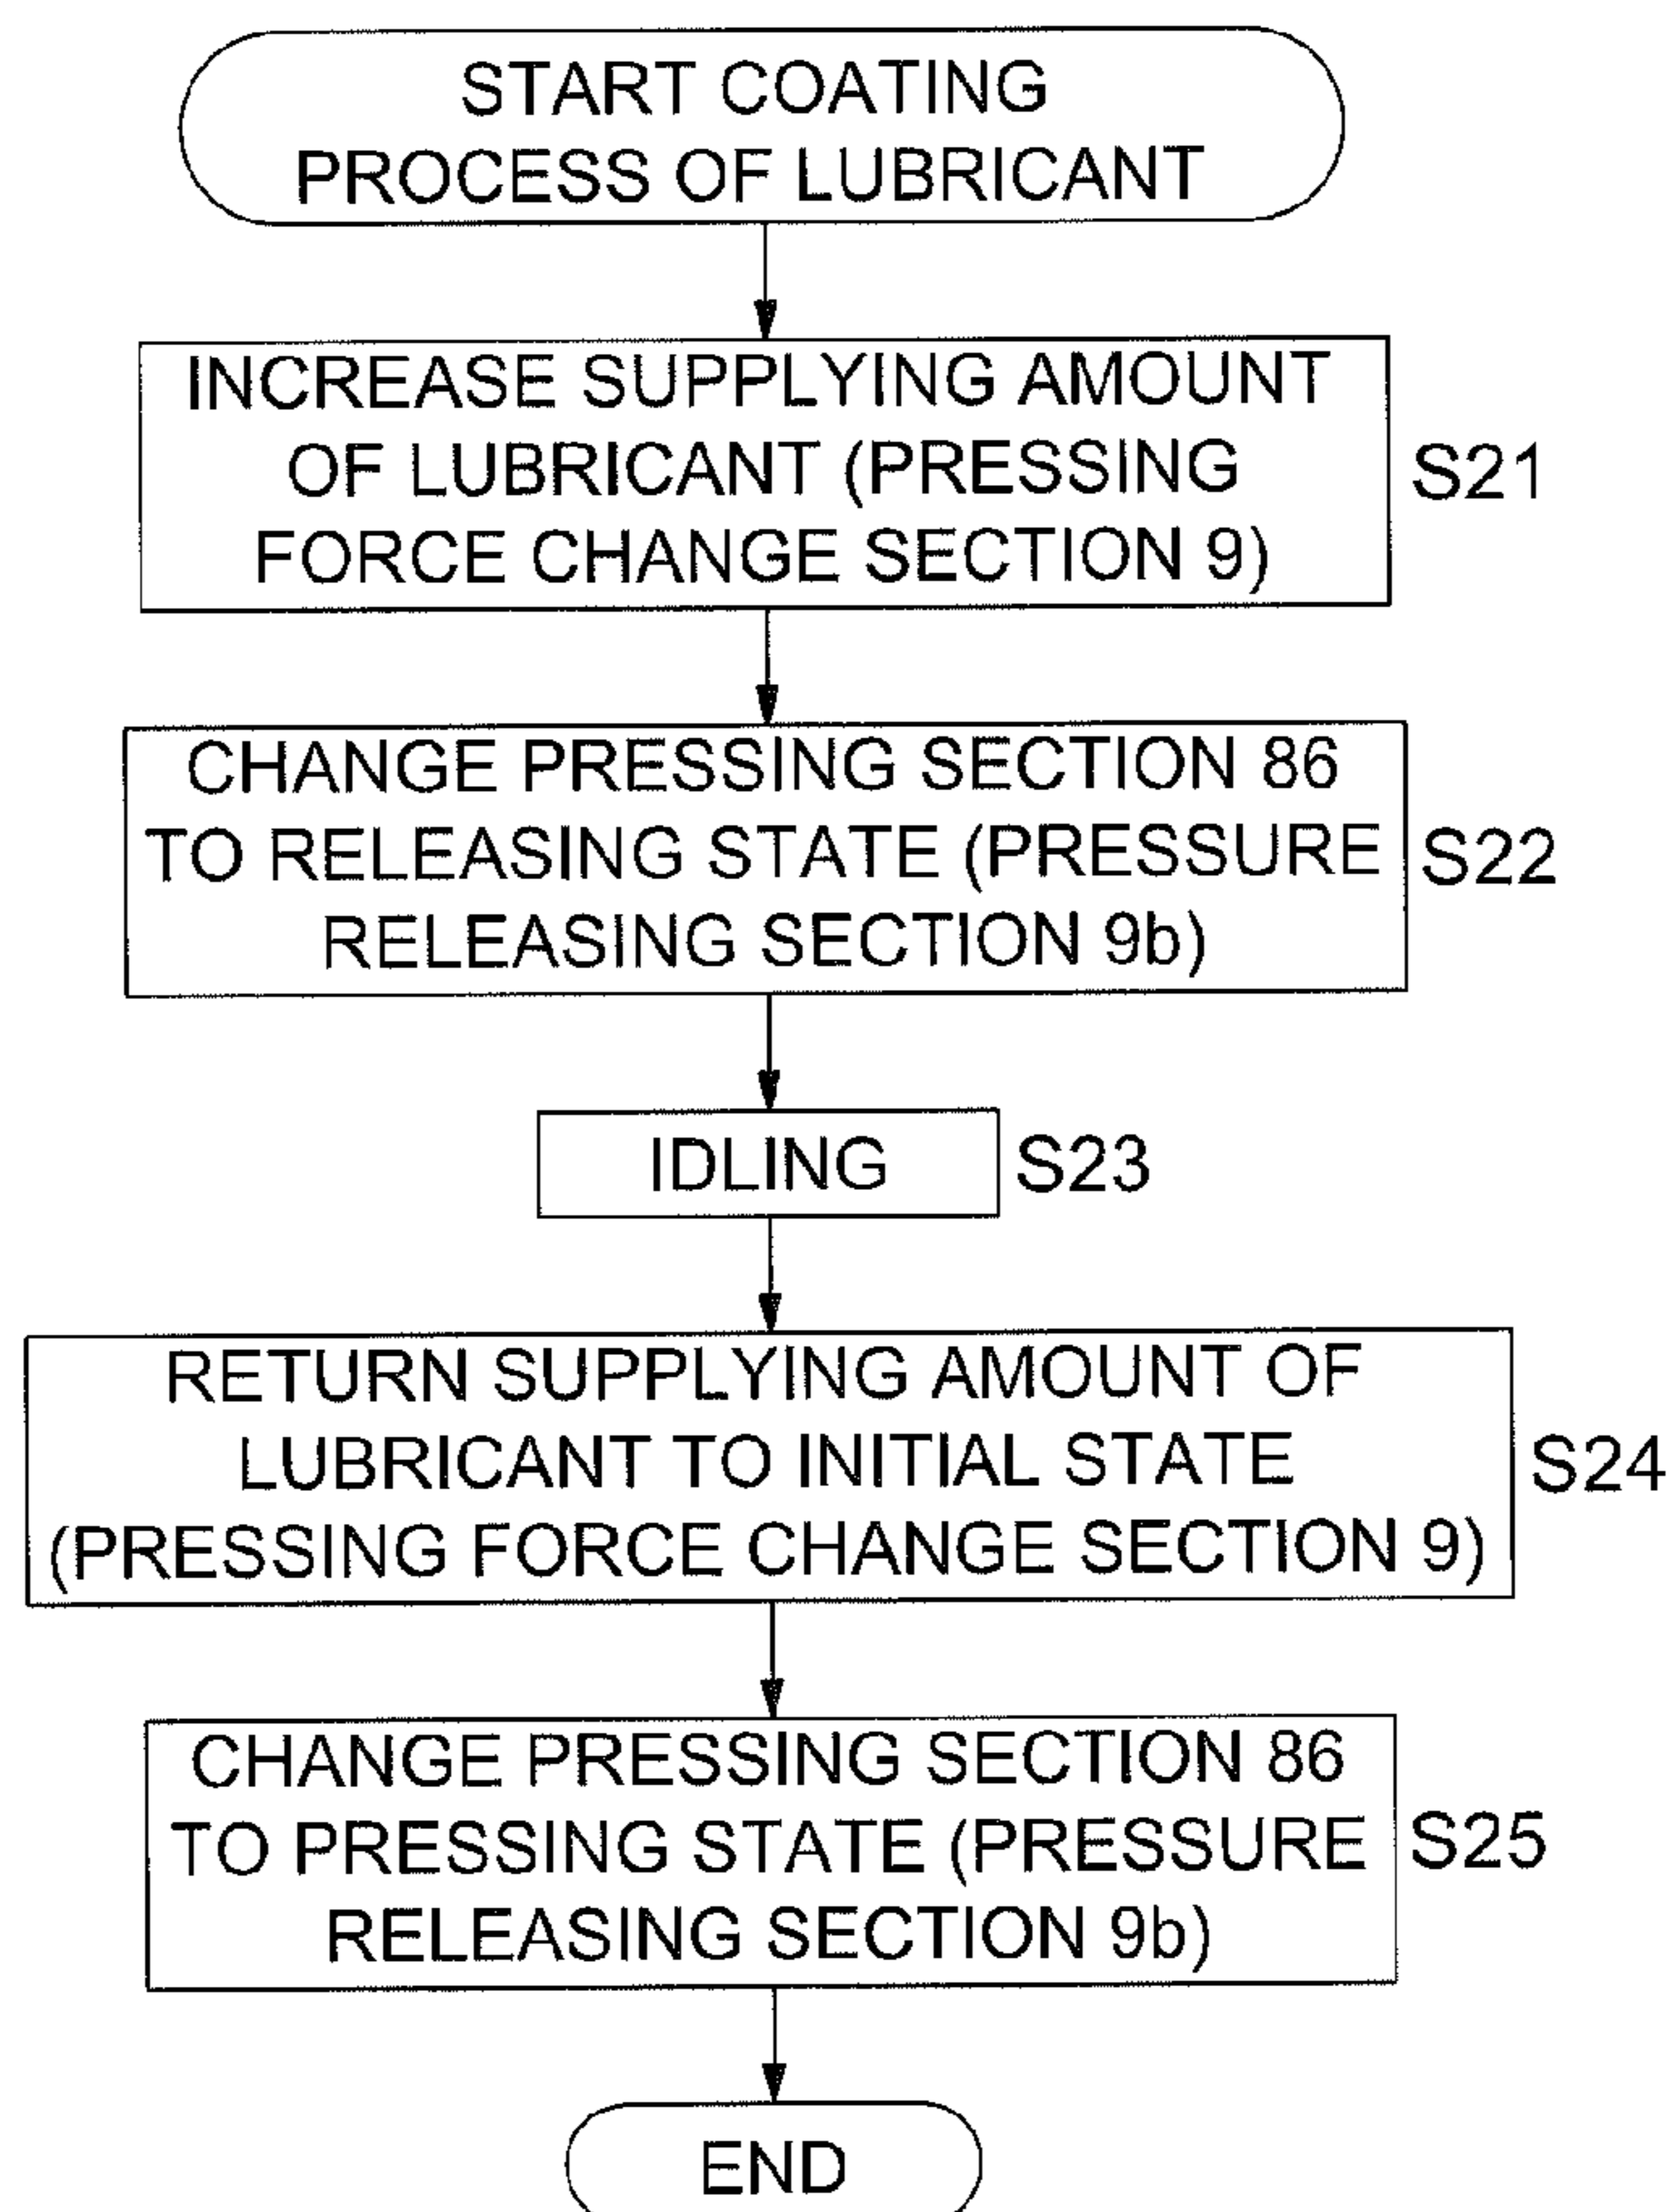 START COATING
PROCESS OF LUBRICANT
INCREASE SUPPLYING AMOUNT
OF LUBRICANT (PRESSING
FORCE CHANGE SECTION 9)
S21
CHANGE PRESSING SECTION 86
TO RELEASING STATE (PRESSURE
RELEASING SECTION 9b)
S22
IDLING
S23
RETURN SUPPLYING AMOUNT OF
LUBRICANT TO INITIAL STATE
(PRESSING FORCE CHANGE SECTION 9)
S24
CHANGE PRESSING SECTION 86
TO PRESSING STATE (PRESSURE
RELEASING SECTION 9b)
S25
END